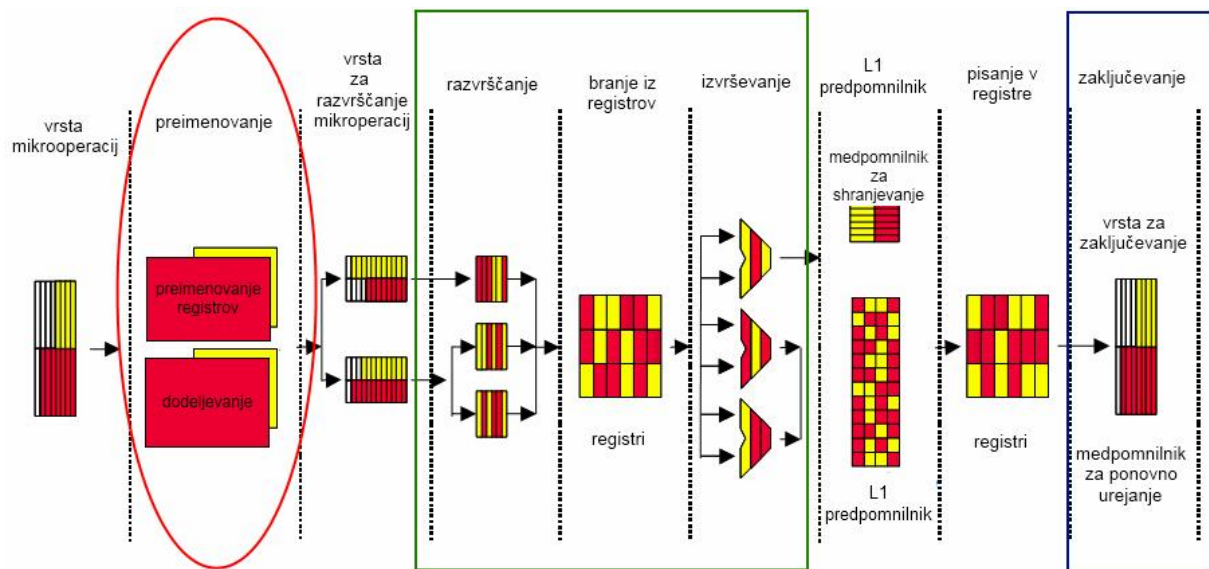 vrsta
mikrooperacij
preimenovanje
preimenovanje
registrov
dodeljevanje
vrsta
za
razvrščanje
mikroperacij
razvrščanje
branje iz
registrov
registri
izvrševanje
L1
predpomnilnik
medpomnilnik
za
shranjevanje
L1
predpomnilnik
pisanje v
registre
registri
zaključevanje
vrsta za
zaključevanje
medpomnilnik
za ponovno
urejanje